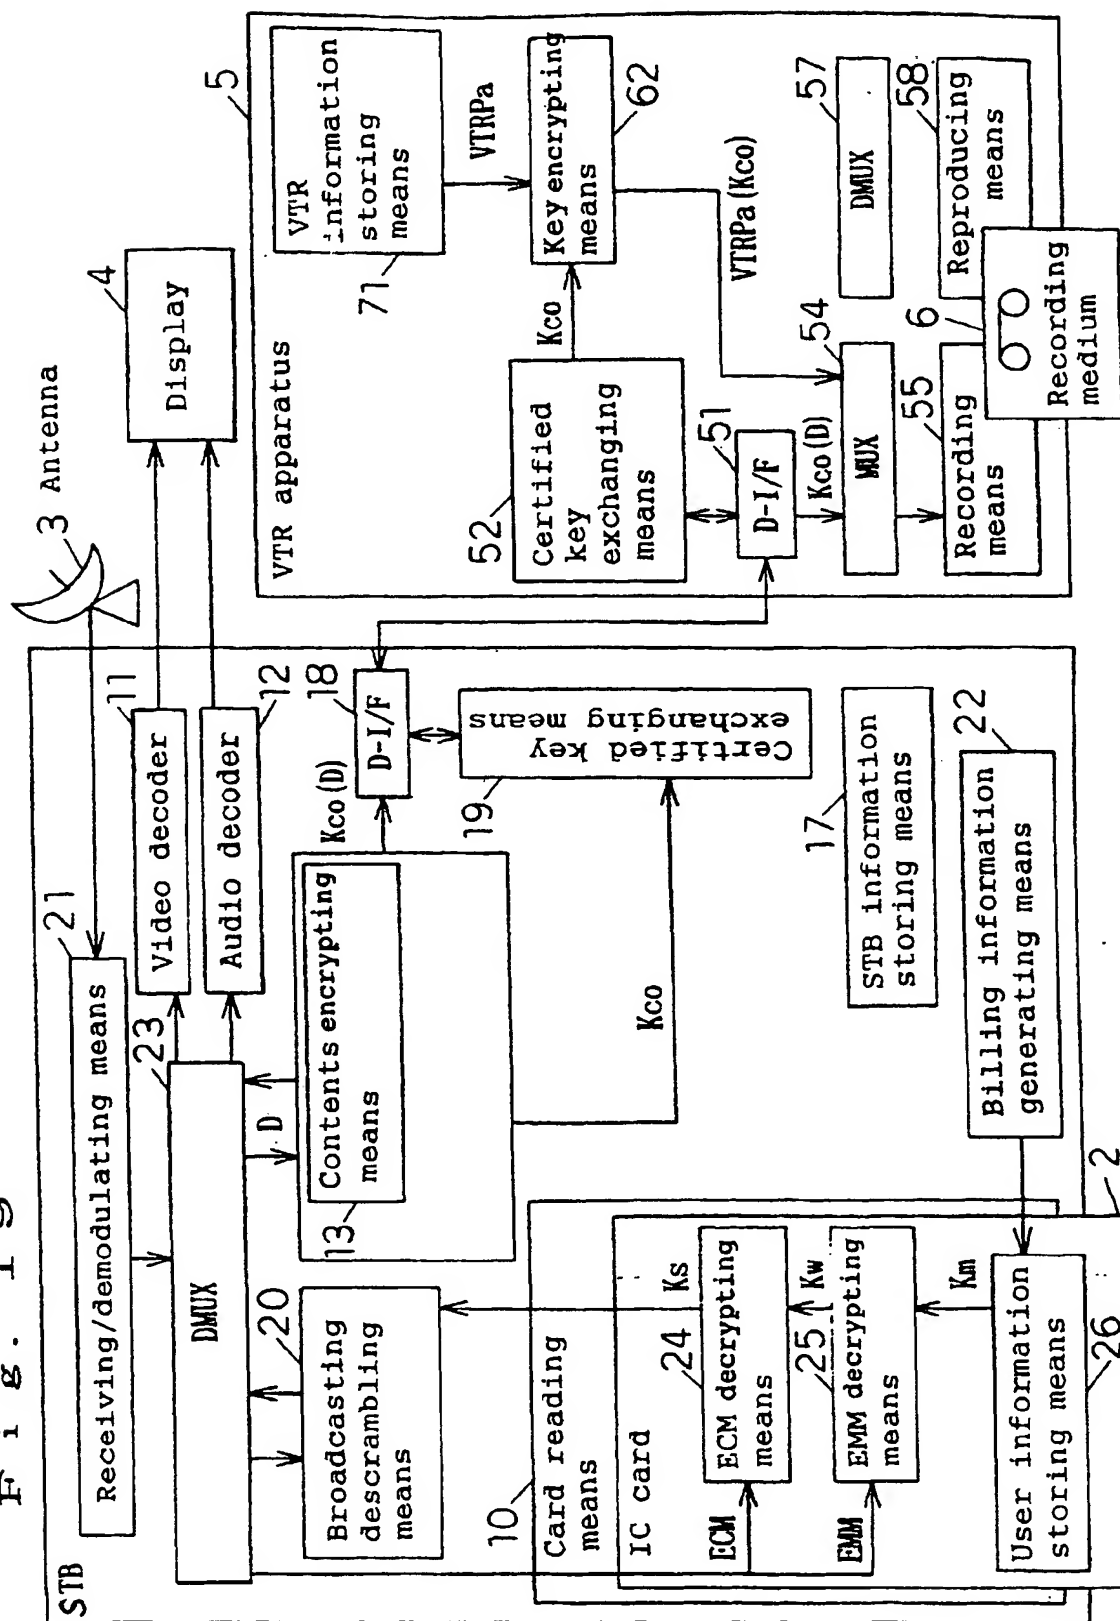 Fig. 19
STB
Receiving/demodulating means
21
3 Antenna
4
Display
DMUX
23
Video decoder
11
Audio decoder
12
Broadcasting
descrambling
means
20
D
Contents encrypting
means
13
Kco(D)
D-I/F
18
Certified key
exchanging means
19
Kco
STB information
storing means
17
Billing information
generating means
22
10
Card reading
means
IC card
2
ECM
EMM
ECM decrypting
means
24
Ks
EMM decrypting
means
25
Kw
Km
User information
storing means
26
5
VTR apparatus
VTR
information
storing
means
71
VTRPa
Key encrypting
means
62
Kco
Certified
key
exchanging
means
52
VTRPa(Kco)
D-I/F
51
Kco(D)
MUX
54
DMUX
57
Recording
means
55
Reproducing
means
58
6
Recording
medium